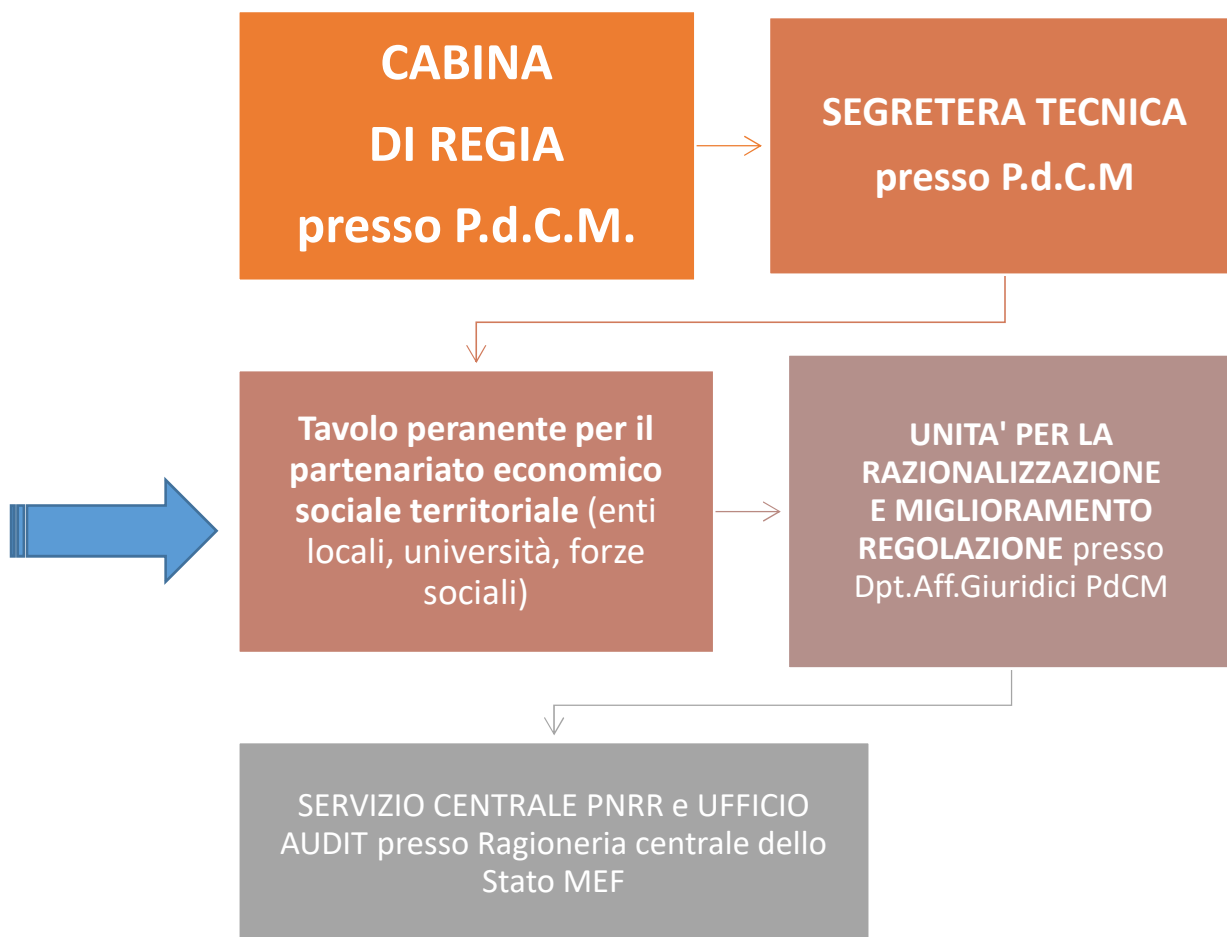 CABINA
DI REGIA
presso P.d.C.M.
SEGRETERA TECNICA
presso P.d.C.M
Tavolo peranente per il
partenariato economico
sociale territoriale (enti
locali, università, forze
sociali)
UNITA' PER LA
RAZIONALIZZAZIONE
E MIGLIORAMENTO
REGOLAZIONE presso
Dpt.Aff.Giuridici PdCM
SERVIZIO CENTRALE PNRR e UFFICIO
AUDIT presso Ragioneria centrale dello
Stato MEF